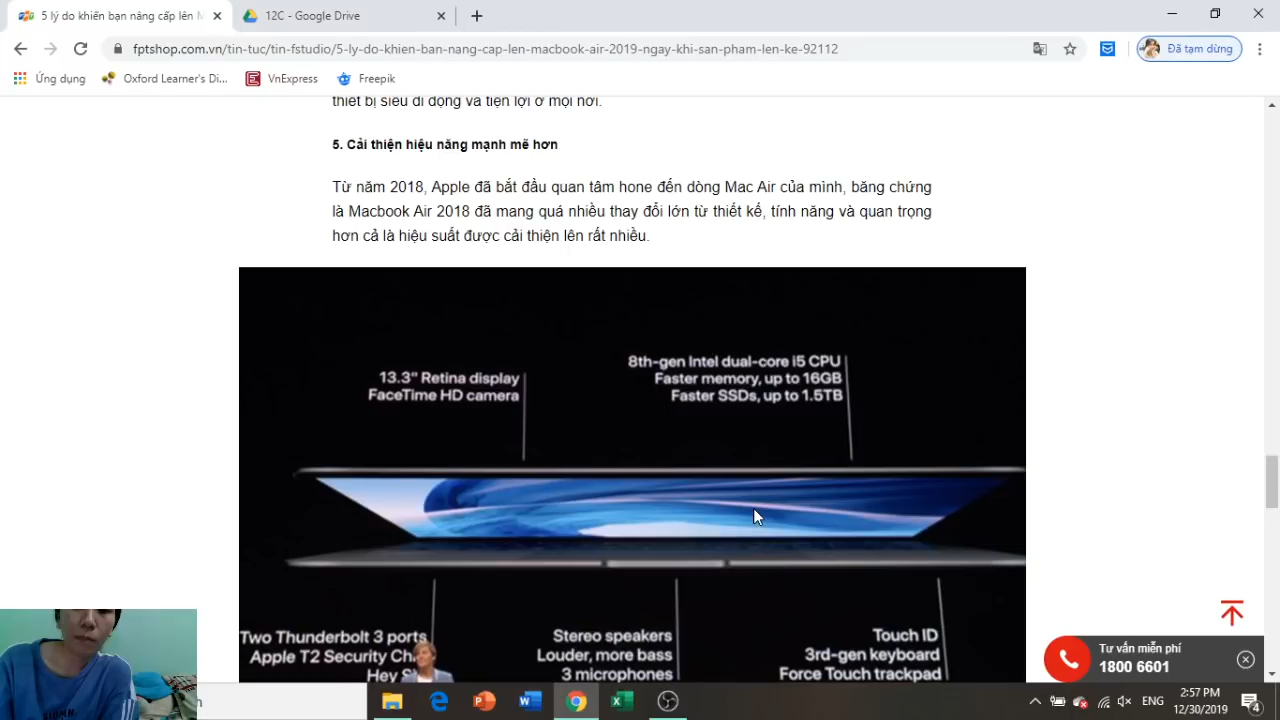 5 lý do khiến bạn nâng cấp lên M
12C - Google Drive
fptshop.com.vn/tin-tuc/tin-fstudio/5-ly-do-khien-ban-nang-cap-len-macbook-air-2019-ngay-khi-san-pham-len-ke-92112
Đã tạm dừng
Ứng dụng
Oxford Learner's Di...
VnExpress
Freepik
thiết bị siêu di động và tiện lợi ở mọi nơi.
5. Cải thiện hiệu năng mạnh mẽ hơn
Từ năm 2018, Apple đã bắt đầu quan tâm hone đến dòng Mac Air của mình, băng chứng
là Macbook Air 2018 đã mang quá nhiều thay đổi lớn từ thiết kế, tính năng và quan trọng
hơn cả là hiệu suất được cải thiện lên rất nhiều.
13.3" Retina display
FaceTime HD camera
8th-gen Intel dual-core i5 CPU
Faster memory, up to 16GB
Faster SSDs, up to 1.5TB
Two Thunderbolt 3 ports
Apple T2 Security Ch
Hey Si
Stereo speakers
Louder, more bass
3 microphones
Touch ID
3rd-gen keyboard
Force Touch trackpad
Tư vấn miễn phí
1800 6601
ENG
2:57 PM
12/30/2019
4